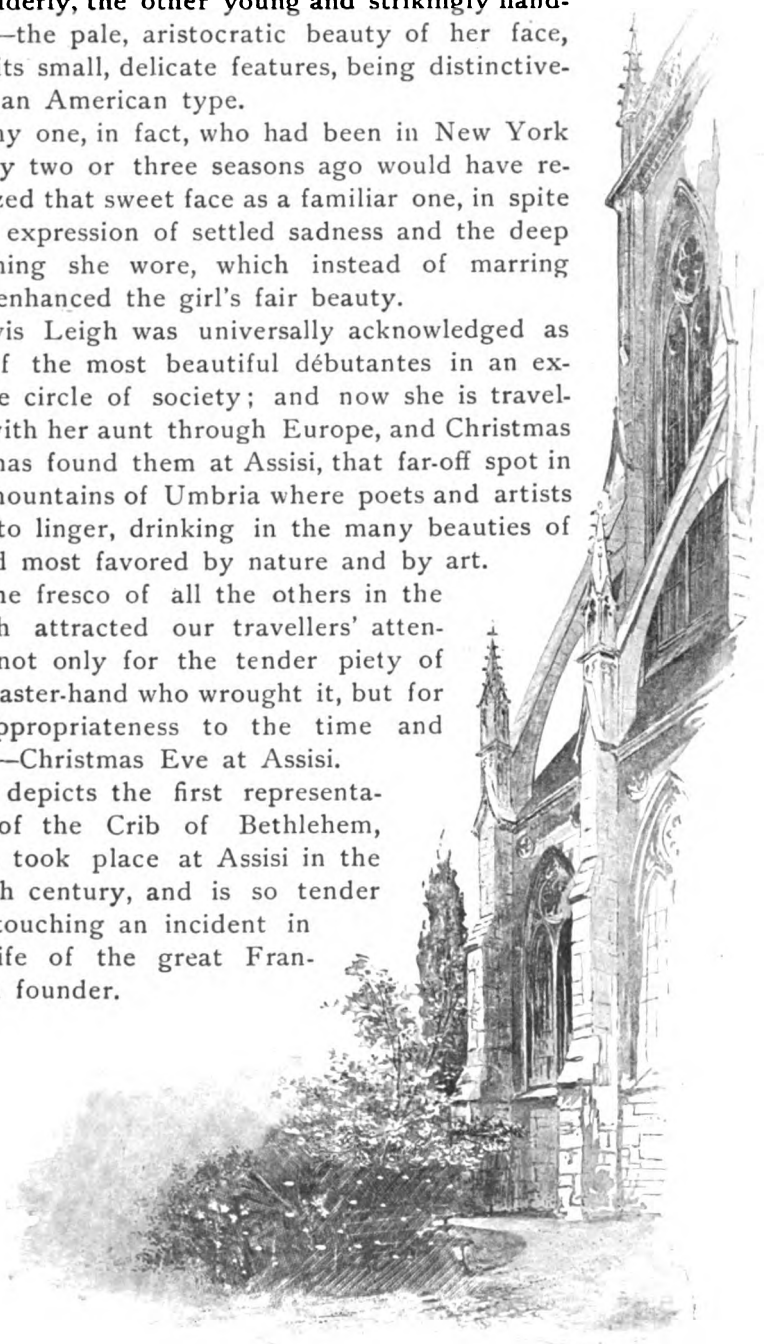 derly, the other young and strikingly hand-
—the pale, aristocratic beauty of her face,
its small, delicate features, being distinctive-
an American type.
ny one, in fact, who had been in New York
y two or three seasons ago would have re-
zed that sweet face as a familiar one, in spite
expression of settled sadness and the deep
ning she wore, which instead of marring
enhanced the girl's fair beauty.
vis Leigh was universally acknowledged as
f the most beautiful débutantes in an ex-
e circle of society; and now she is travel-
with her aunt through Europe, and Christmas
has found them at Assisi, that far-off spot in
mountains of Umbria where poets and artists
to linger, drinking in the many beauties of
d most favored by nature and by art.
ne fresco of all the others in the
h attracted our travellers' atten-
not only for the tender piety of
aster-hand who wrought it, but for
ppropriateness to the time and
—Christmas Eve at Assisi.
depicts the first representa-
of the Crib of Bethlehem,
took place at Assisi in the
h century, and is so tender
touching an incident in
ife of the great Fran-
founder.